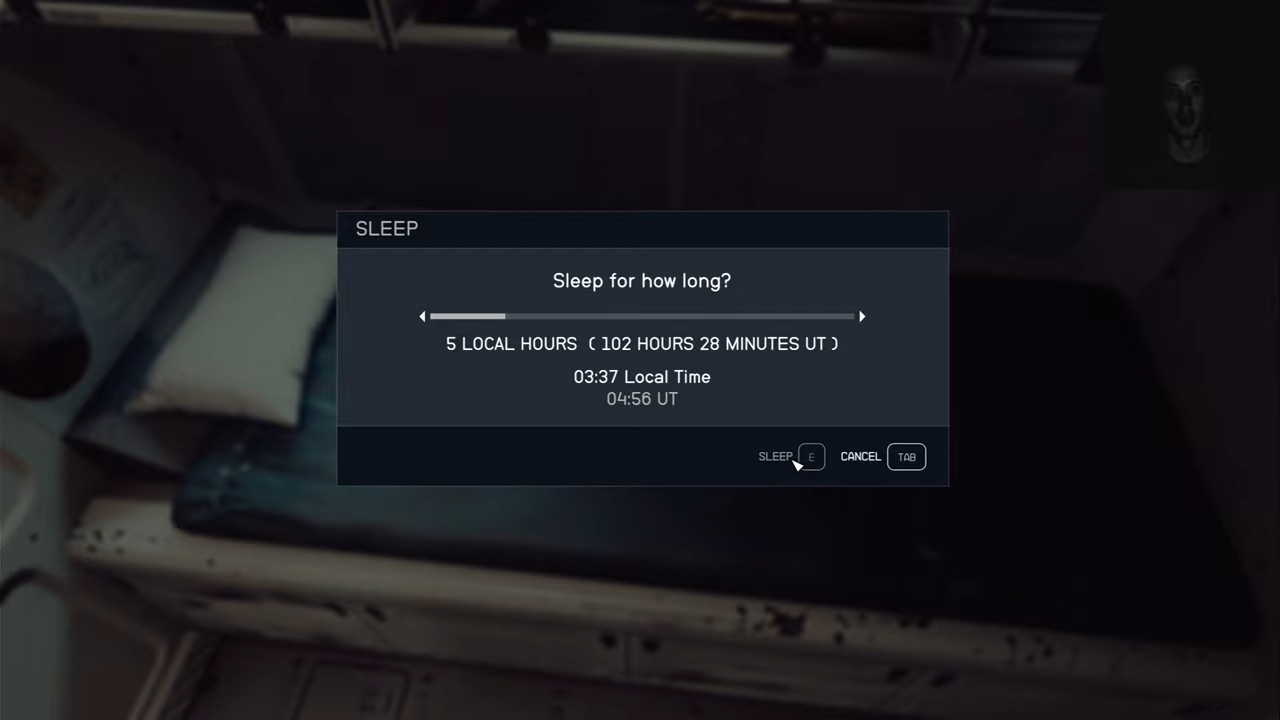 SLEEP
Sleep for how long?
5 LOCAL HOURS ( 102 HOURS 28 MINUTES UT )
03:37 Local Time
04:56 UT
SLEEP E CANCEL TAB